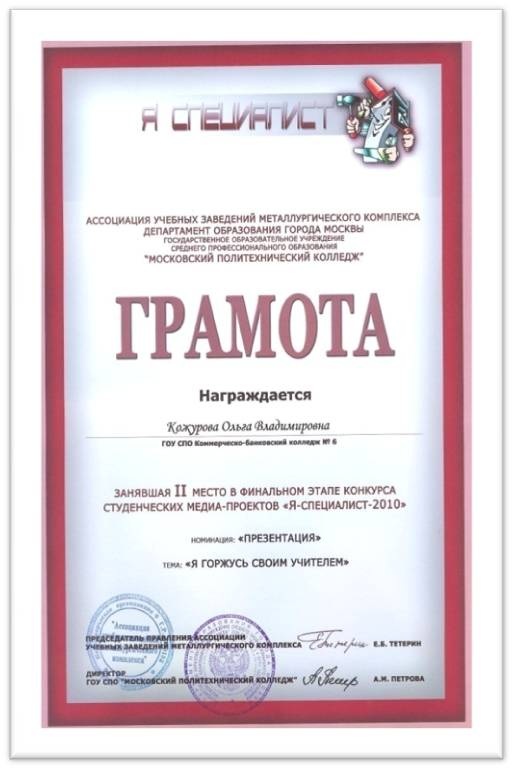 Я СПЕЦИАЛИСТ
АССОЦИАЦИЯ УЧЕБНЫХ ЗАВЕДЕНИЙ МЕТАЛЛУРГИЧЕСКОГО КОМПЛЕКСА
ДЕПАРТАМЕНТ ОБРАЗОВАНИЯ ГОРОДА МОСКВЫ
ГОСУДАРСТВЕННОЕ ОБРАЗОВАТЕЛЬНОЕ УЧРЕЖДЕНИЕ
СРЕДНЕГО ПРОФЕССИОНАЛЬНОГО ОБРАЗОВАНИЯ
"МОСКОВСКИЙ ПОЛИТЕХНИЧЕСКИЙ КОЛЛЕДЖ"
ГРАМОТА
Награждается
Кожурова Ольга Владимировна
ГОУ СПО Коммерческо-банковский колледж № 6
ЗАНЯВШАЯ II МЕСТО В ФИНАЛЬНОМ ЭТАПЕ КОНКУРСА
СТУДЕНЧЕСКИХ МЕДИА-ПРОЕКТОВ «Я-СПЕЦИАЛИСТ-2010»
НОМИНАЦИЯ: «ПРЕЗЕНТАЦИЯ»
ТЕМА: «Я ГОРЖУСЬ СВОИМ УЧИТЕЛЕМ»
"Ассоциация
комплекса"
ПРЕДСЕДАТЕЛЬ ПРАВЛЕНИЯ АССОЦИАЦИИ
УЧЕБНЫХ ЗАВЕДЕНИЙ МЕТАЛЛУРГИЧЕСКОГО КОМПЛЕКСА Е.Б. ТЕТЕРИН
ДИРЕКТОР
ГОУ СПО "МОСКОВСКИЙ ПОЛИТЕХНИЧЕСКИЙ КОЛЛЕДЖ" А.М. ПЕТРОВА